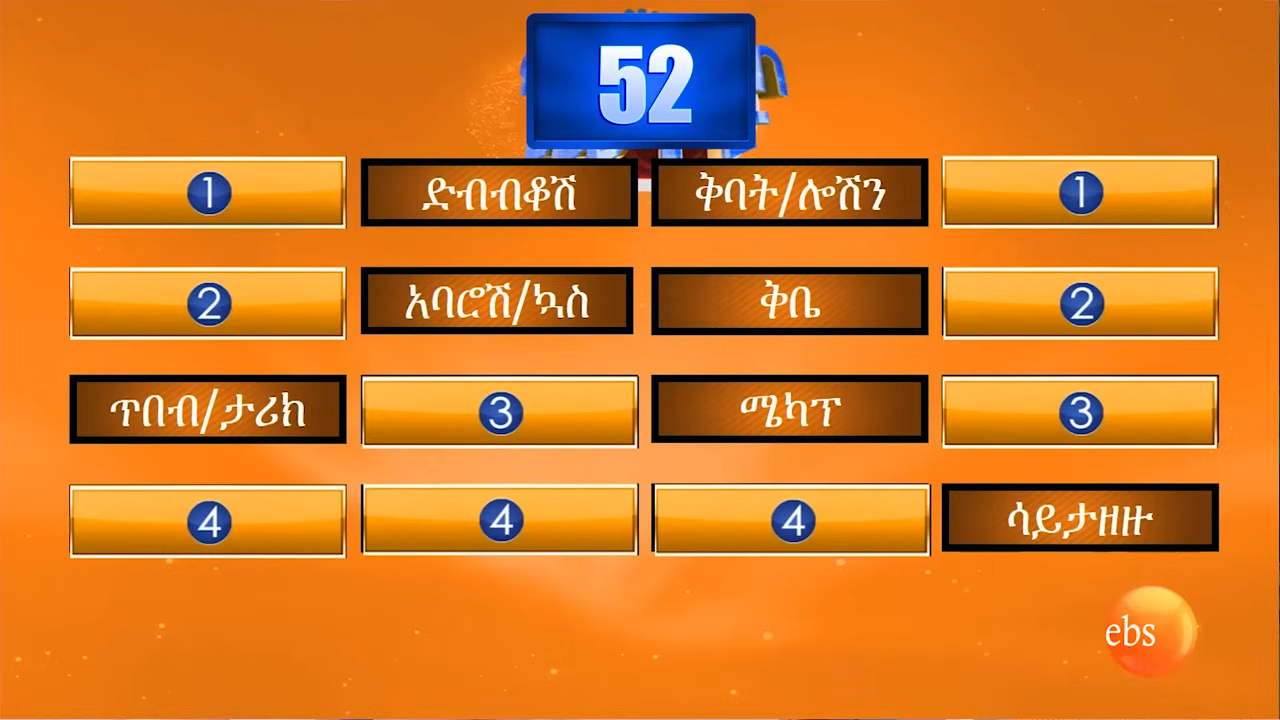 52
1 ድብብቆሽ ቅባት/ሎሽን 1
2 አባሮሽ/ኳስ ቅቤ 2
ጥበብ/ታሪክ 3 ሜካፕ 3
4 4 4 ሳይታዘዙ
ebs